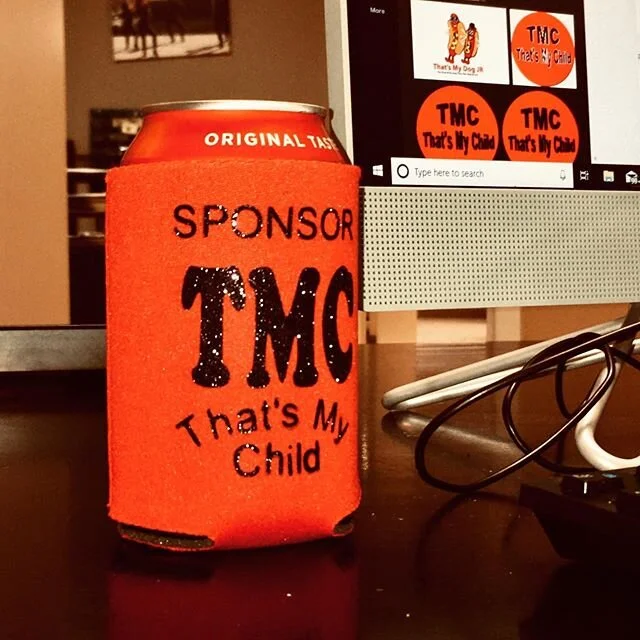 ORIGINAL TAST
SPONSOR
TMC
That's My
Child
More
That's My Dog JR
TMC
That's My Child
TMC
That's My Child
TMC
That's My Child
Type here to search